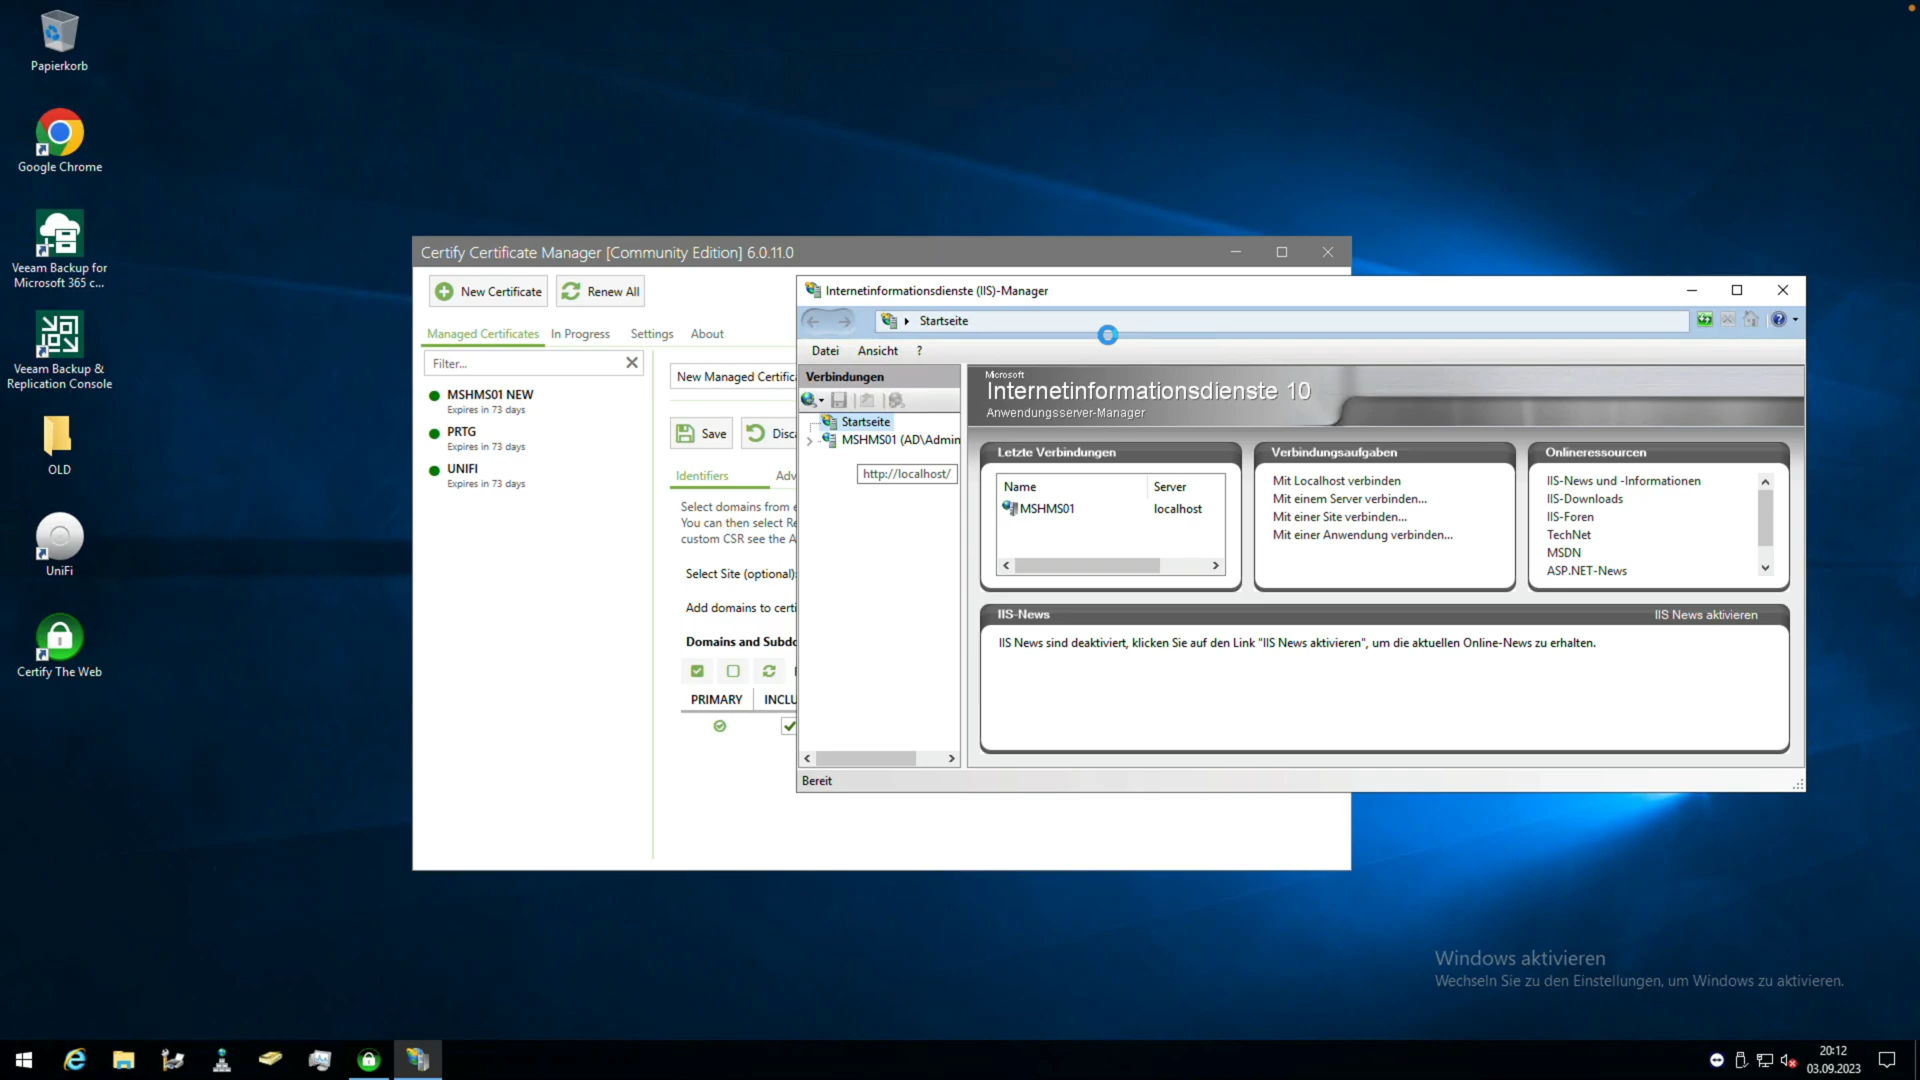 Papierkorb
Google Chrome
Veeam Backup for
Microsoft 365 c...
Veeam Backup &
Replication Console
OLD
UniFi
Certify The Web
Certify Certificate Manager [Community Edition] 6.0.11.0
New Certificate
Renew All
Managed Certificates
In Progress
Settings
About
Filter...
MSHMS01 NEW
Expires in 73 days
PRTG
Expires in 73 days
UNIFI
Expires in 73 days
New Managed Certific
Save
Disca
Identifiers
Adv
Select domains from e
You can then select Re
custom CSR see the A
Select Site (optional):
Add domains to certi
Domains and Subdo
PRIMARY
INCLU
Internetinformationsdienste (IIS)-Manager
Startseite
Datei
Ansicht
?
Verbindungen
Startseite
MSHMS01 (AD\Admin
http://localhost/
Microsoft
Internetinformationsdienste 10
Anwendungsserver-Manager
Letzte Verbindungen
Name
Server
MSHMS01
localhost
Verbindungsaufgaben
Mit Localhost verbinden
Mit einem Server verbinden...
Mit einer Site verbinden...
Mit einer Anwendung verbinden...
Onlineressourcen
IIS-News und -Informationen
IIS-Downloads
IIS-Foren
TechNet
MSDN
ASP.NET-News
IIS-News
IIS News aktivieren
IIS News sind deaktiviert, klicken Sie auf den Link "IIS News aktivieren", um die aktuellen Online-News zu erhalten.
Bereit
Windows aktivieren
Wechseln Sie zu den Einstellungen, um Windows zu aktivieren.
20:12
03.09.2023